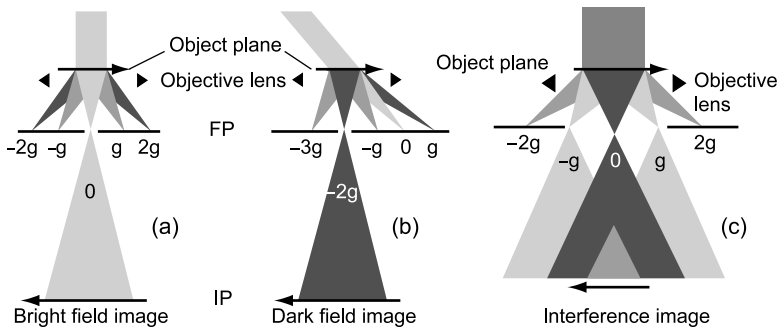 Object plane
Objective lens
FP
−2g −g g 2g
0
(a)
IP
Bright field image
−3g −g 0 g
−2g
(b)
Dark field image
Object plane
Objective
lens
−2g 2g
−g 0 g
(c)
Interference image